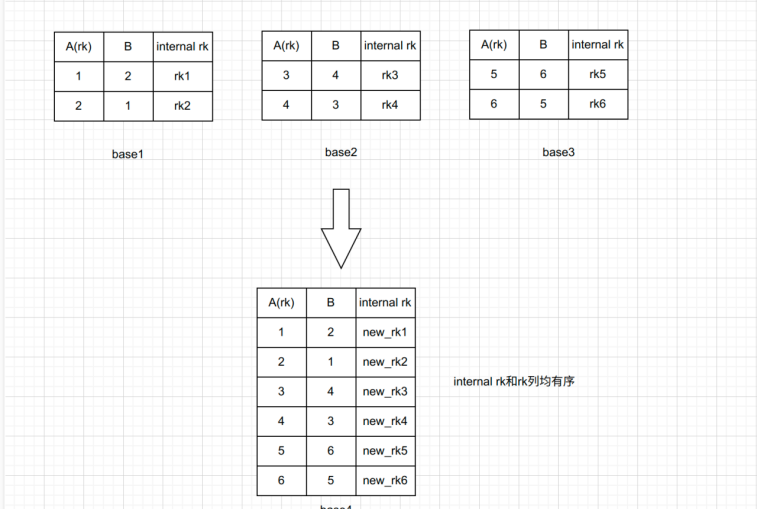 A(rk) B internal rk
1 2 rk1
2 1 rk2
base1
A(rk) B internal rk
3 4 rk3
4 3 rk4
base2
A(rk) B internal rk
5 6 rk5
6 5 rk6
base3
A(rk) B internal rk
1 2 new_rk1
2 1 new_rk2
3 4 new_rk3
4 3 new_rk4
5 6 new_rk5
6 5 new_rk6
internal rk和rk列均有序